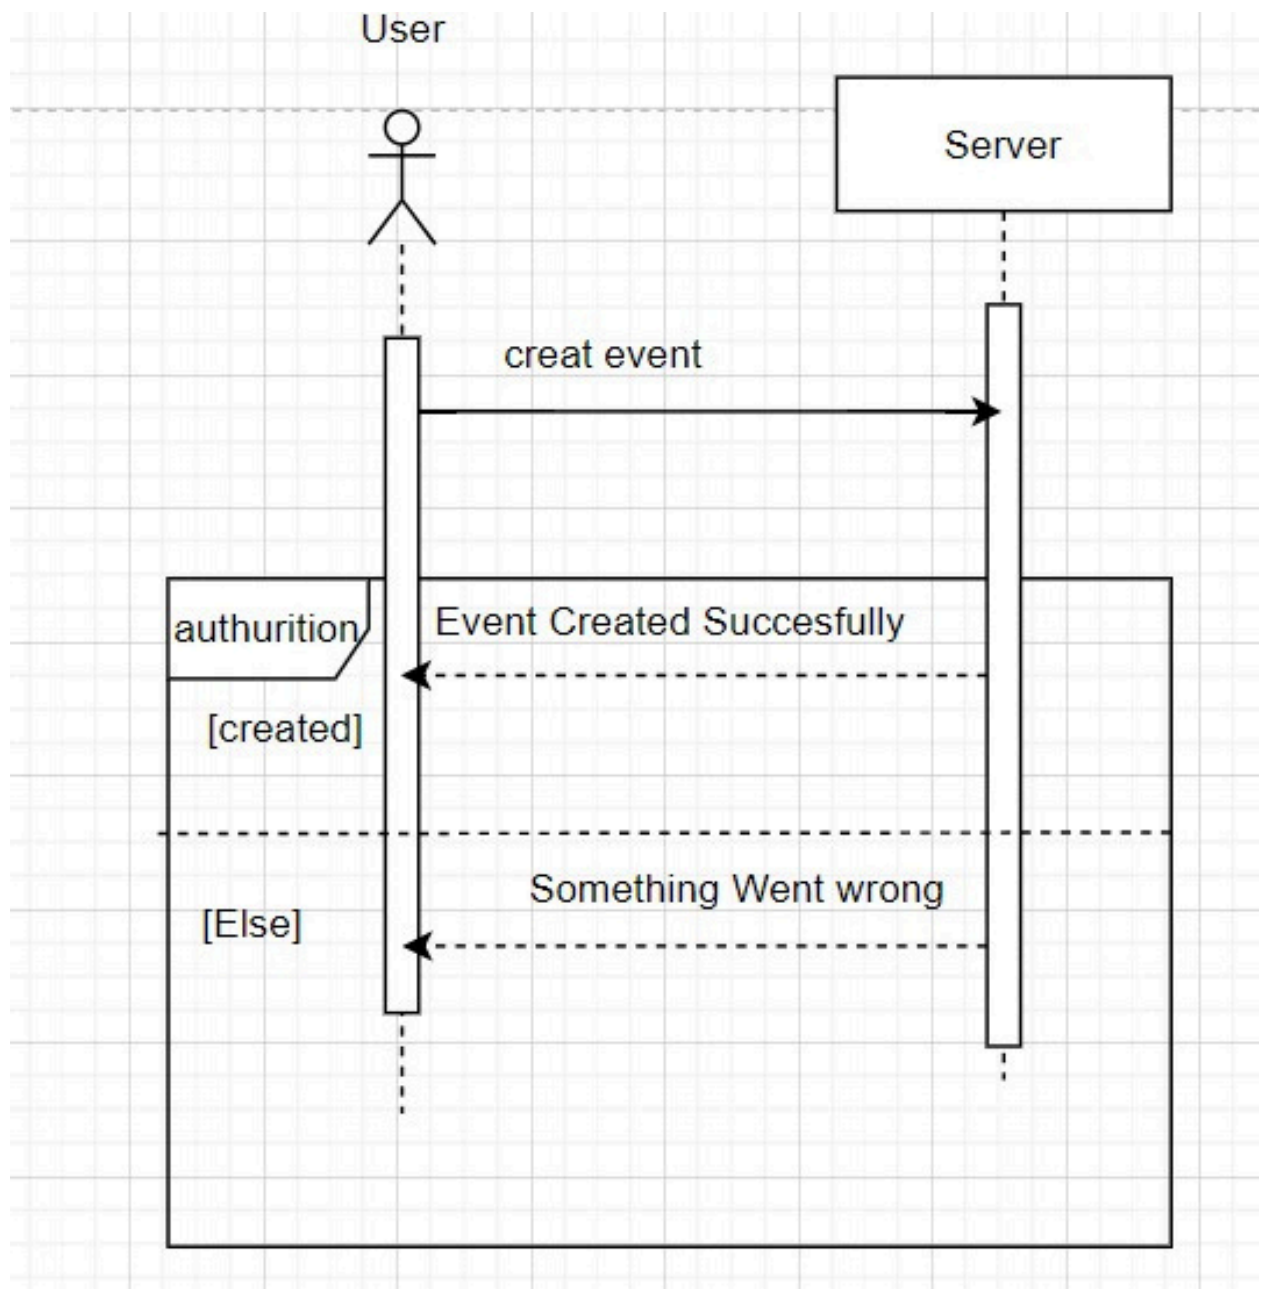 User
Server
creat event
authurition
Event Created Succesfully
[created]
Something Went wrong
[Else]